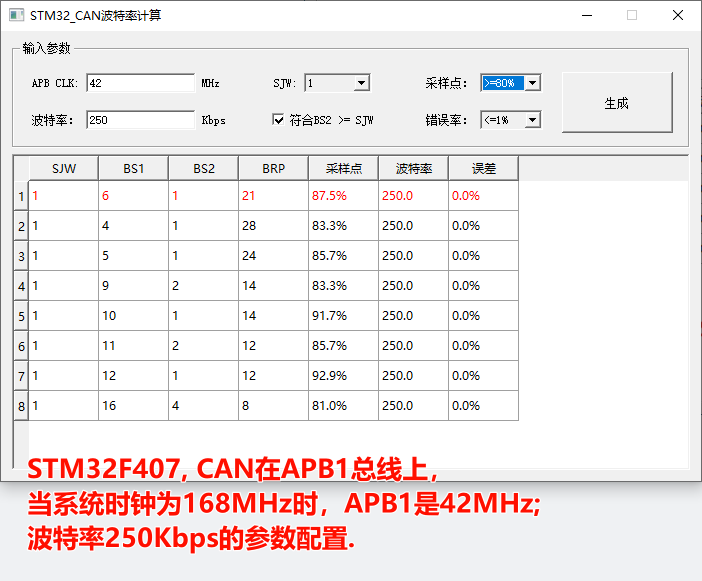 STM32_CAN波特率计算
输入参数
APB CLK: 42 MHz SJW: 1 采样点: >=80% 生成
波特率: 250 Kbps 符合BS2 >= SJW 错误率: <=1%
SJW BS1 BS2 BRP 采样点 波特率 误差
1 1 6 1 21 87.5% 250.0 0.0%
2 1 4 1 28 83.3% 250.0 0.0%
3 1 5 1 24 85.7% 250.0 0.0%
4 1 9 2 14 83.3% 250.0 0.0%
5 1 10 1 14 91.7% 250.0 0.0%
6 1 11 2 12 85.7% 250.0 0.0%
7 1 12 1 12 92.9% 250.0 0.0%
8 1 16 4 8 81.0% 250.0 0.0%
STM32F407, CAN在APB1总线上,
当系统时钟为168MHz时，APB1是42MHz;
波特率250Kbps的参数配置.